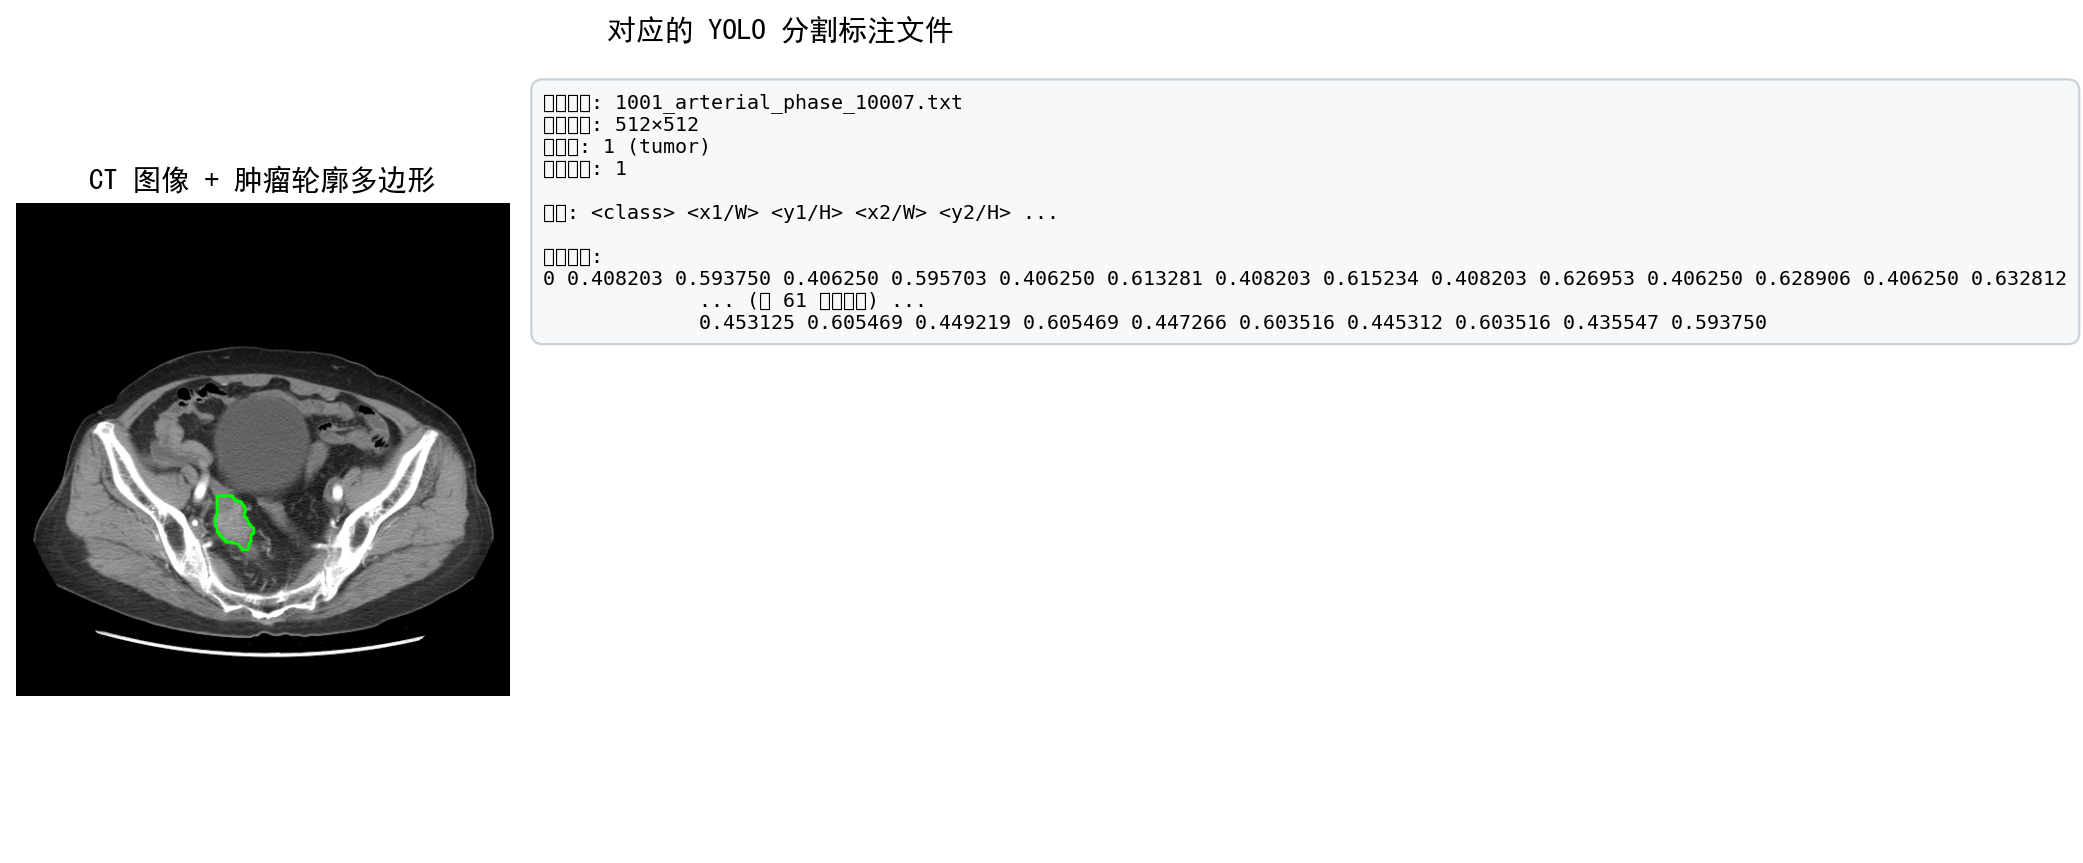 对应的 YOLO 分割标注文件
CT 图像 + 肿瘤轮廓多边形
: 1001_arterial_phase_10007.txt
: 512×512
: 1 (tumor)
: 1
: <class> <x1/W> <y1/H> <x2/W> <y2/H> ...
:
0 0.408203 0.593750 0.406250 0.595703 0.406250 0.613281 0.408203 0.615234 0.408203 0.626953 0.406250 0.628906 0.406250 0.632812
... ( 61 ) ...
0.453125 0.605469 0.449219 0.605469 0.447266 0.603516 0.445312 0.603516 0.435547 0.593750